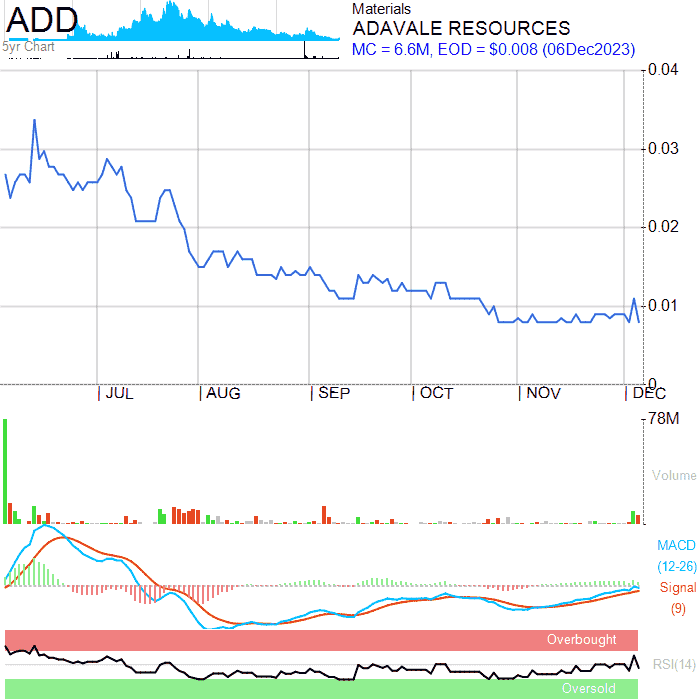 ADD
5yr Chart
Materials
ADAVALE RESOURCES
MC = 6.6M, EOD = $0.008 (06Dec2023)
0.04
0.03
0.02
0.01
0
JUL AUG SEP OCT NOV DEC
78M
Volume
MACD
(12-26)
Signal
(9)
Overbought
RSI(14)
Oversold